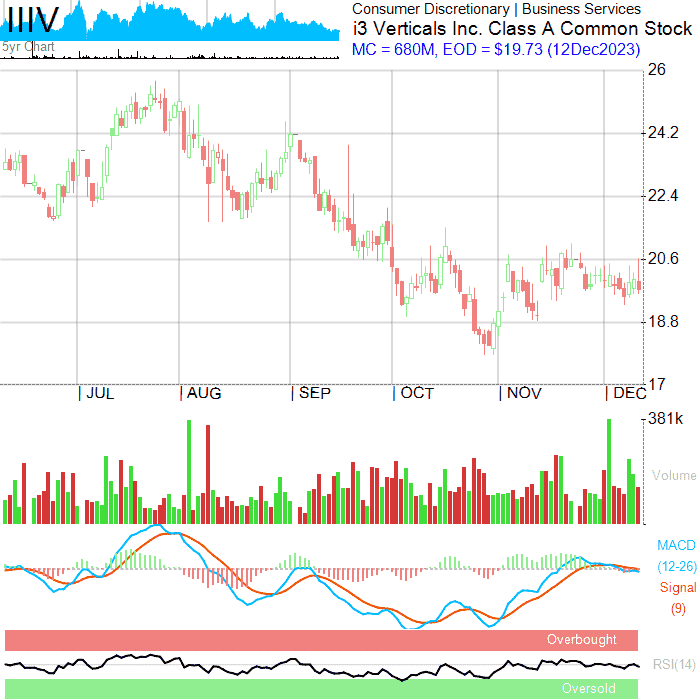 IIIV
5yr Chart
Consumer Discretionary | Business Services
i3 Verticals Inc. Class A Common Stock
MC = 680M, EOD = $19.73 (12Dec2023)
26
24.2
22.4
20.6
18.8
17
| JUL | AUG | SEP | OCT | NOV | DEC
381k
Volume
MACD
(12-26)
Signal
(9)
Overbought
RSI(14)
Oversold